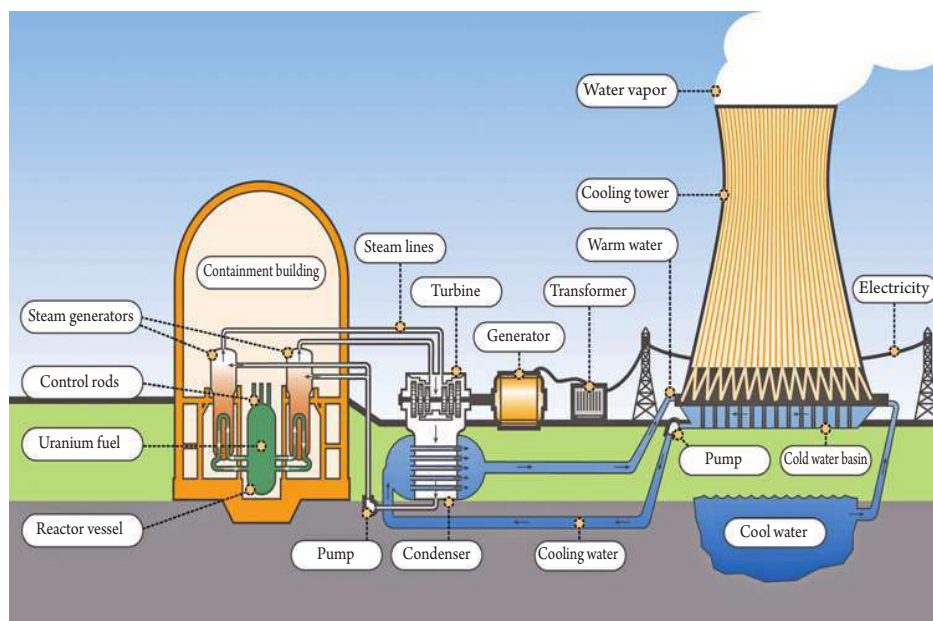 Water vapor
Cooling tower
Steam lines
Warm water
Containment building
Turbine
Transformer
Electricity
Steam generators
Generator
Control rods
Uranium fuel
Pump
Cold water basin
Reactor vessel
Pump
Condenser
Cooling water
Cool water